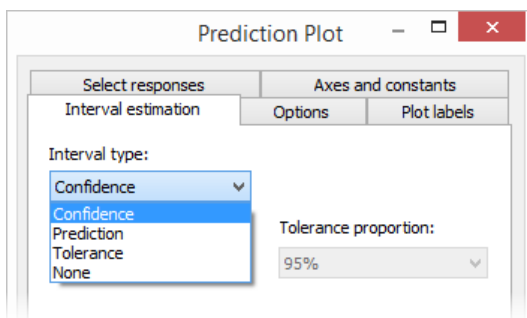 Prediction Plot
Select responses
Axes and constants
Interval estimation
Options
Plot labels
Interval type:
Confidence
Confidence
Prediction
Tolerance
None
Tolerance proportion:
95%